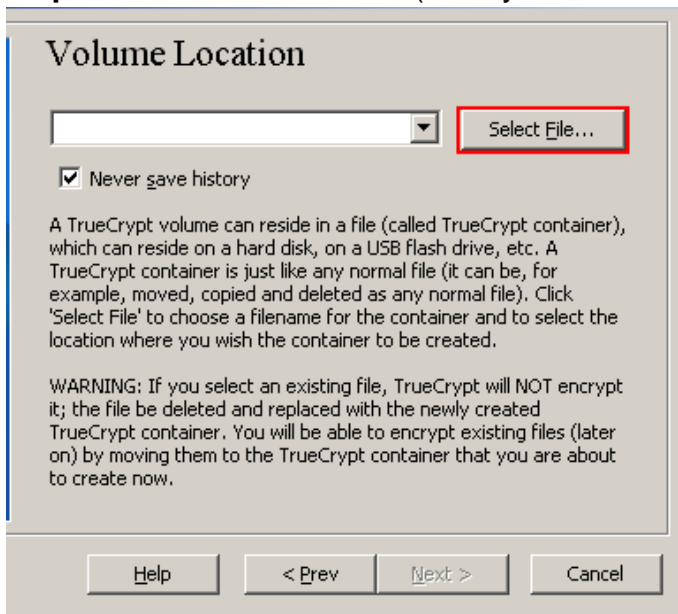 Volume Location
Select File...
Never save history
A TrueCrypt volume can reside in a file (called TrueCrypt container),
which can reside on a hard disk, on a USB flash drive, etc. A
TrueCrypt container is just like any normal file (it can be, for
example, moved, copied and deleted as any normal file). Click
'Select File' to choose a filename for the container and to select the
location where you wish the container to be created.
WARNING: If you select an existing file, TrueCrypt will NOT encrypt
it; the file be deleted and replaced with the newly created
TrueCrypt container. You will be able to encrypt existing files (later
on) by moving them to the TrueCrypt container that you are about
to create now.
Help < Prev Next > Cancel